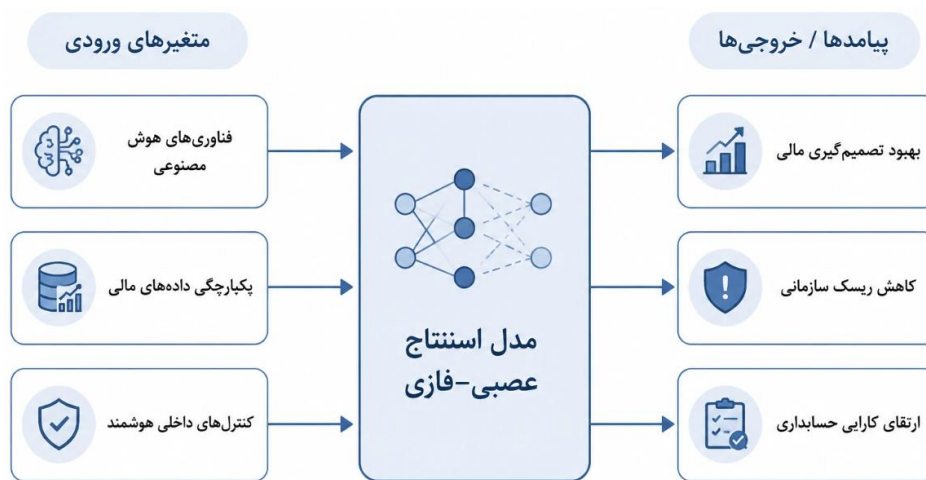 متغیرهای ورودی
فناوری‌های هوش
مصنوعی
یکپارچگی داده‌های مالی
کنترل‌های داخلی هوشمند
مدل استنتاج
عصبی-فازی
پیامدها / خروجی‌ها
بهبود تصمیم‌گیری مالی
کاهش ریسک سازمانی
ارتقای کارایی حسابداری